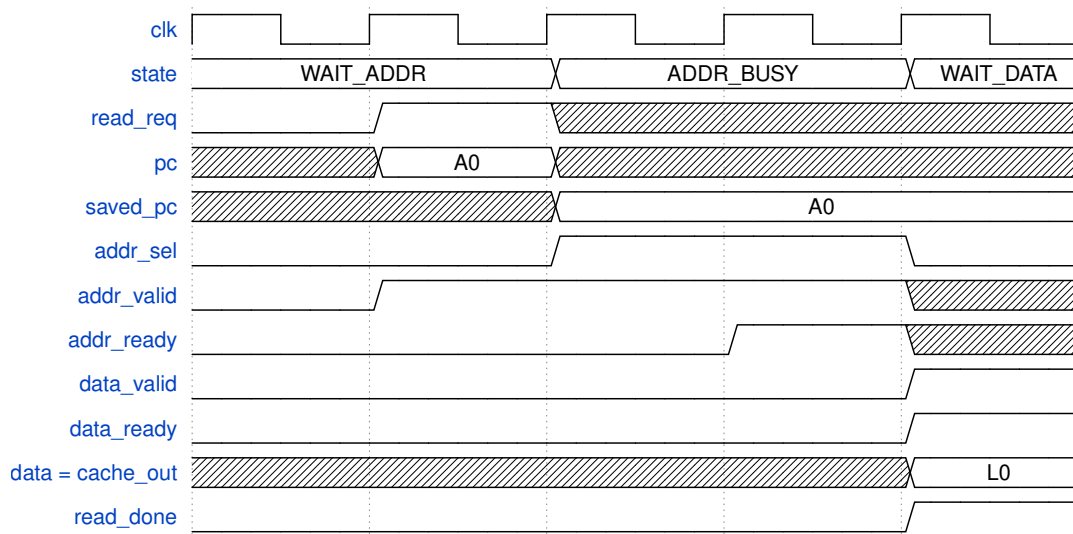 clk
state WAIT_ADDR ADDR_BUSY WAIT_DATA
read_req
pc A0
saved_pc A0
addr_sel
addr_valid
addr_ready
data_valid
data_ready
data = cache_out L0
read_done